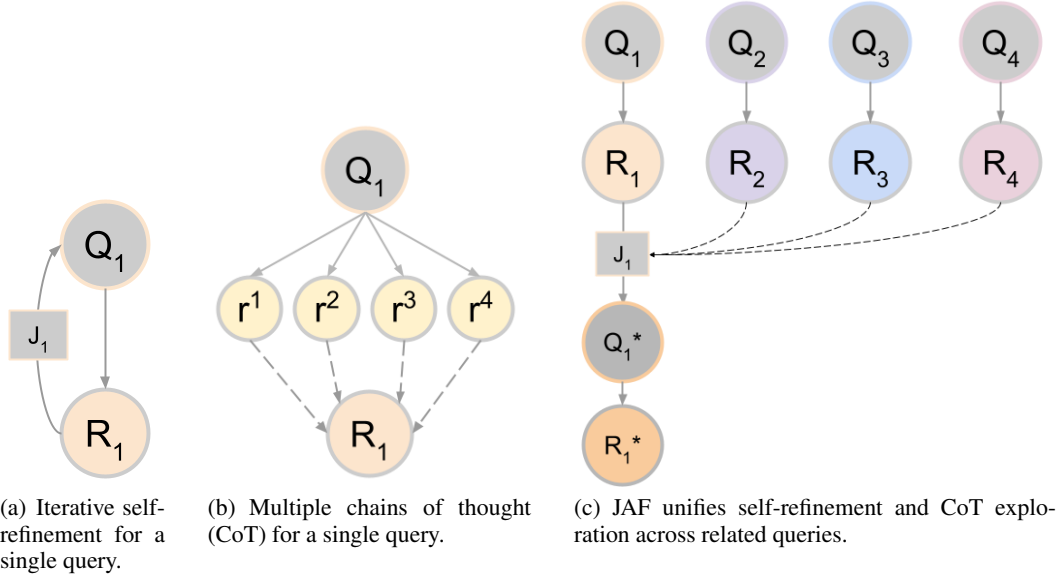 Q₁
J₁
R₁
(a) Iterative self-
refinement for a
single query.
Q₁
r¹ r² r³ r⁴
R₁
(b) Multiple chains of thought
(CoT) for a single query.
Q₁ Q₂ Q₃ Q₄
R₁ R₂ R₃ R₄
J₁
Q₁*
R₁*
(c) JAF unifies self-refinement and CoT explo-
ration across related queries.